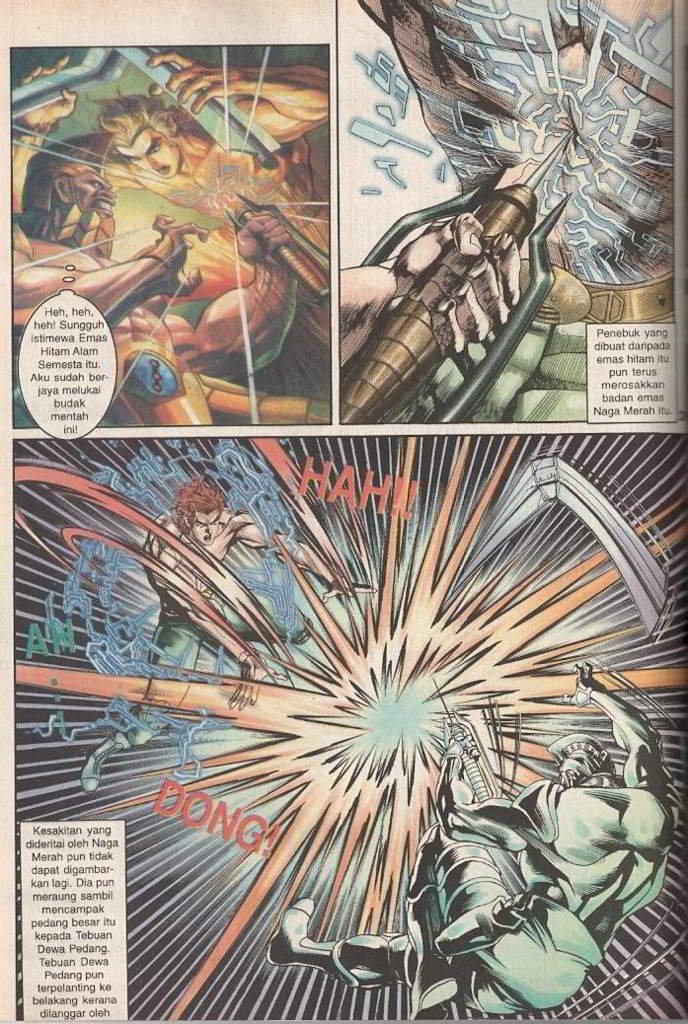 Heh, heh,
heh! Sungguh
istimewa Emas
Hitam Alam
Semesta itu.
Aku sudah ber-
jaya melukai
budak
mentah
ini!
Penebuk yang
dibuat daripada
emas hitam itu
pun terus
merosakkan
badan emas
Naga Merah itu.
HAH!!
AH
DONG!
Kesakitan yang
dideritai oleh Naga
Merah pun tidak
dapat digambar-
kan lagi. Dia pun
meraung sambil
mencampak
pedang besar itu
kepada Tebuan
Dewa Pedang.
Tebuan Dewa
Pedang pun
terpelanting ke
belakang kerana
dilanggar oleh